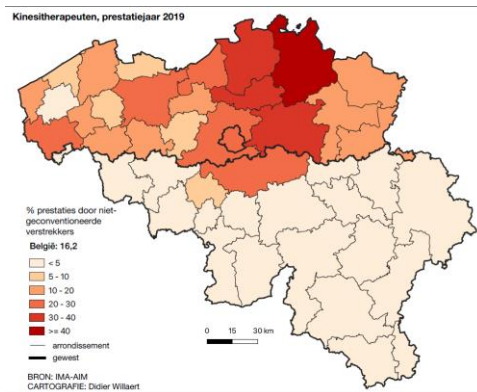 Kinesitherapeuten, prestatiejaar 2019
% prestaties door niet-
geconventioneerde
verstrekkers
België: 16,2
< 5
5 - 10
10 - 20
20 - 30
30 - 40
>= 40
arrondissement
gewest
0 15 30 km
BRON: IMA-AIM
CARTOGRAFIE: Didier Willaert